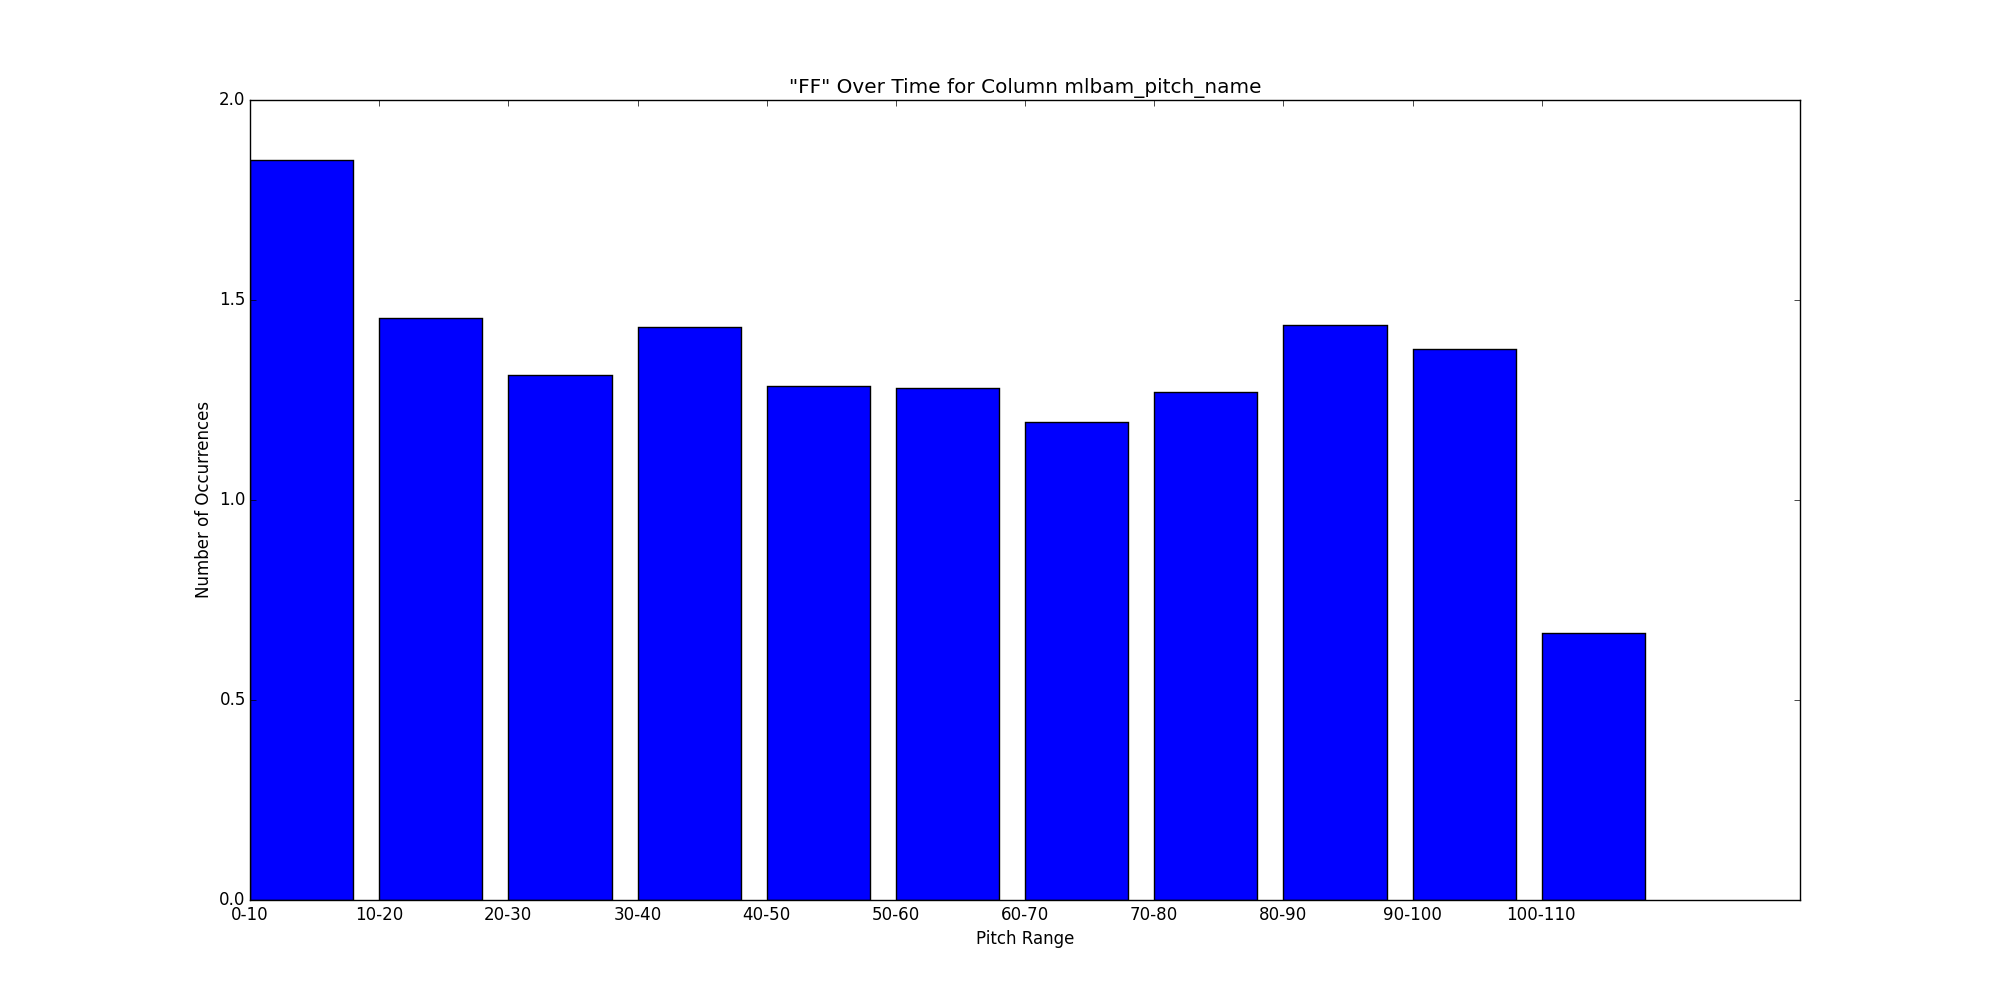 "FF" Over Time for Column mlbam_pitch_name
2.0
1.5
1.0
0.5
0.0
Number of Occurrences
0-10 10-20 20-30 30-40 40-50 50-60 60-70 70-80 80-90 90-100 100-110
Pitch Range